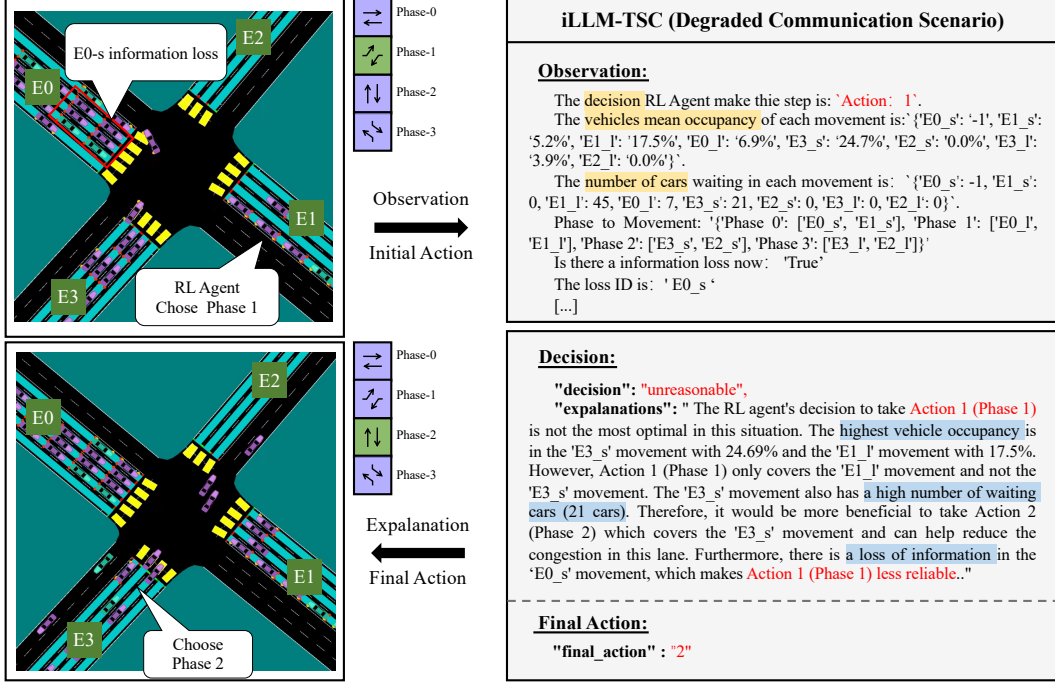 E0-s information loss
E2
E0
E1
RL Agent
Chose Phase 1
E3
Phase-0
Phase-1
Phase-2
Phase-3
Observation
Initial Action
iLLM-TSC (Degraded Communication Scenario)
Observation:
The decision RL Agent make thie step is: `Action: 1`.
The vehicles mean occupancy of each movement is:`{'E0_s': '-1', 'E1_s':
'5.2%', 'E1_l': '17.5%', 'E0_l': '6.9%', 'E3_s': '24.7%', 'E2_s': '0.0%', 'E3_l':
'3.9%', 'E2_l': '0.0%'}`.
The number of cars waiting in each movement is: `{'E0_s': -1, 'E1_s':
0, 'E1_l': 45, 'E0_l': 7, 'E3_s': 21, 'E2_s': 0, 'E3_l': 0, 'E2_l': 0}`.
Phase to Movement: '{'Phase 0': ['E0_s', 'E1_s'], 'Phase 1': ['E0_l',
'E1_l'], 'Phase 2': ['E3_s', 'E2_s'], 'Phase 3': ['E3_l', 'E2_l']}'
Is there a information loss now: 'True'
The loss ID is: ' E0_s '
[...]
E2
E0
E1
E3
Choose
Phase 2
Phase-0
Phase-1
Phase-2
Phase-3
Expalanation
Final Action
Decision:
"decision": "unreasonable",
"expalanations": " The RL agent's decision to take Action 1 (Phase 1)
is not the most optimal in this situation. The highest vehicle occupancy is
in the 'E3_s' movement with 24.69% and the 'E1_l' movement with 17.5%.
However, Action 1 (Phase 1) only covers the 'E1_l' movement and not the
'E3_s' movement. The 'E3_s' movement also has a high number of waiting
cars (21 cars). Therefore, it would be more beneficial to take Action 2
(Phase 2) which covers the 'E3_s' movement and can help reduce the
congestion in this lane. Furthermore, there is a loss of information in the
'E0_s' movement, which makes Action 1 (Phase 1) less reliable.."
Final Action:
"final_action" : "2"